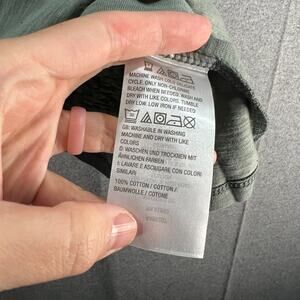 MACHINE WASH COLD DELICATE
CYCLE. ONLY NON-CHLORINE
BLEACH WHEN NEEDED. WASH AND
DRY WITH LIKE COLORS. TUMBLE
DRY LOW. LOW IRON IF NEEDED
GB: WASHABLE IN WASHING
MACHINE AND DRY WITH LIKE
COLORS
D: WASCHEN UND TROCKNEN MIT
ÄHNLICHEN FARBEN
I: LAVARE E ASCIUGARE CON COLORI
SIMILARI
100% COTTON / COTON /
BAUMWOLLE / COTONE